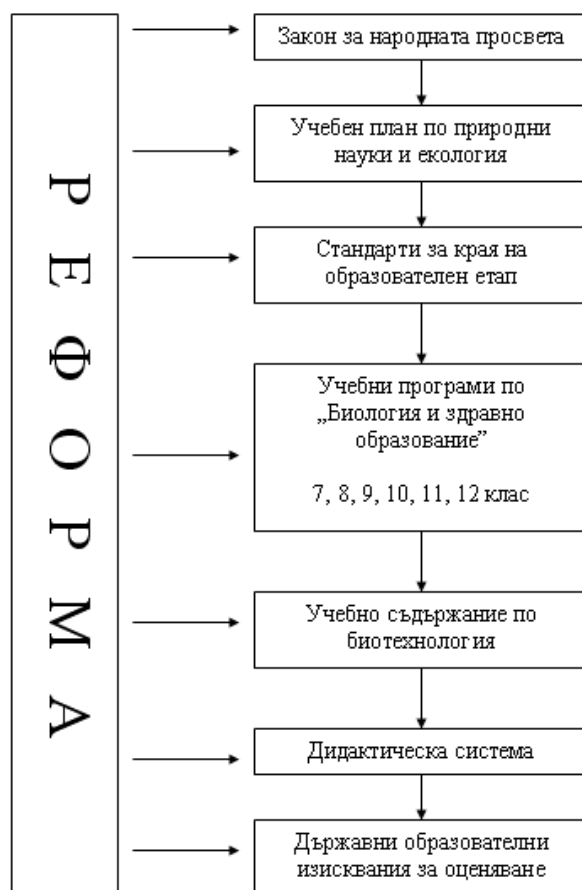 РЕФОРМА
Закон за народната просвета
Учебен план по природни
науки и екология
Стандарти за края на
образователен етап
Учебни програми по
„Биология и здравно
образование”
7, 8, 9, 10, 11, 12 клас
Учебно съдържание по
биотехнология
Дидактическа система
Държавни образователни
изисквания за оценяване